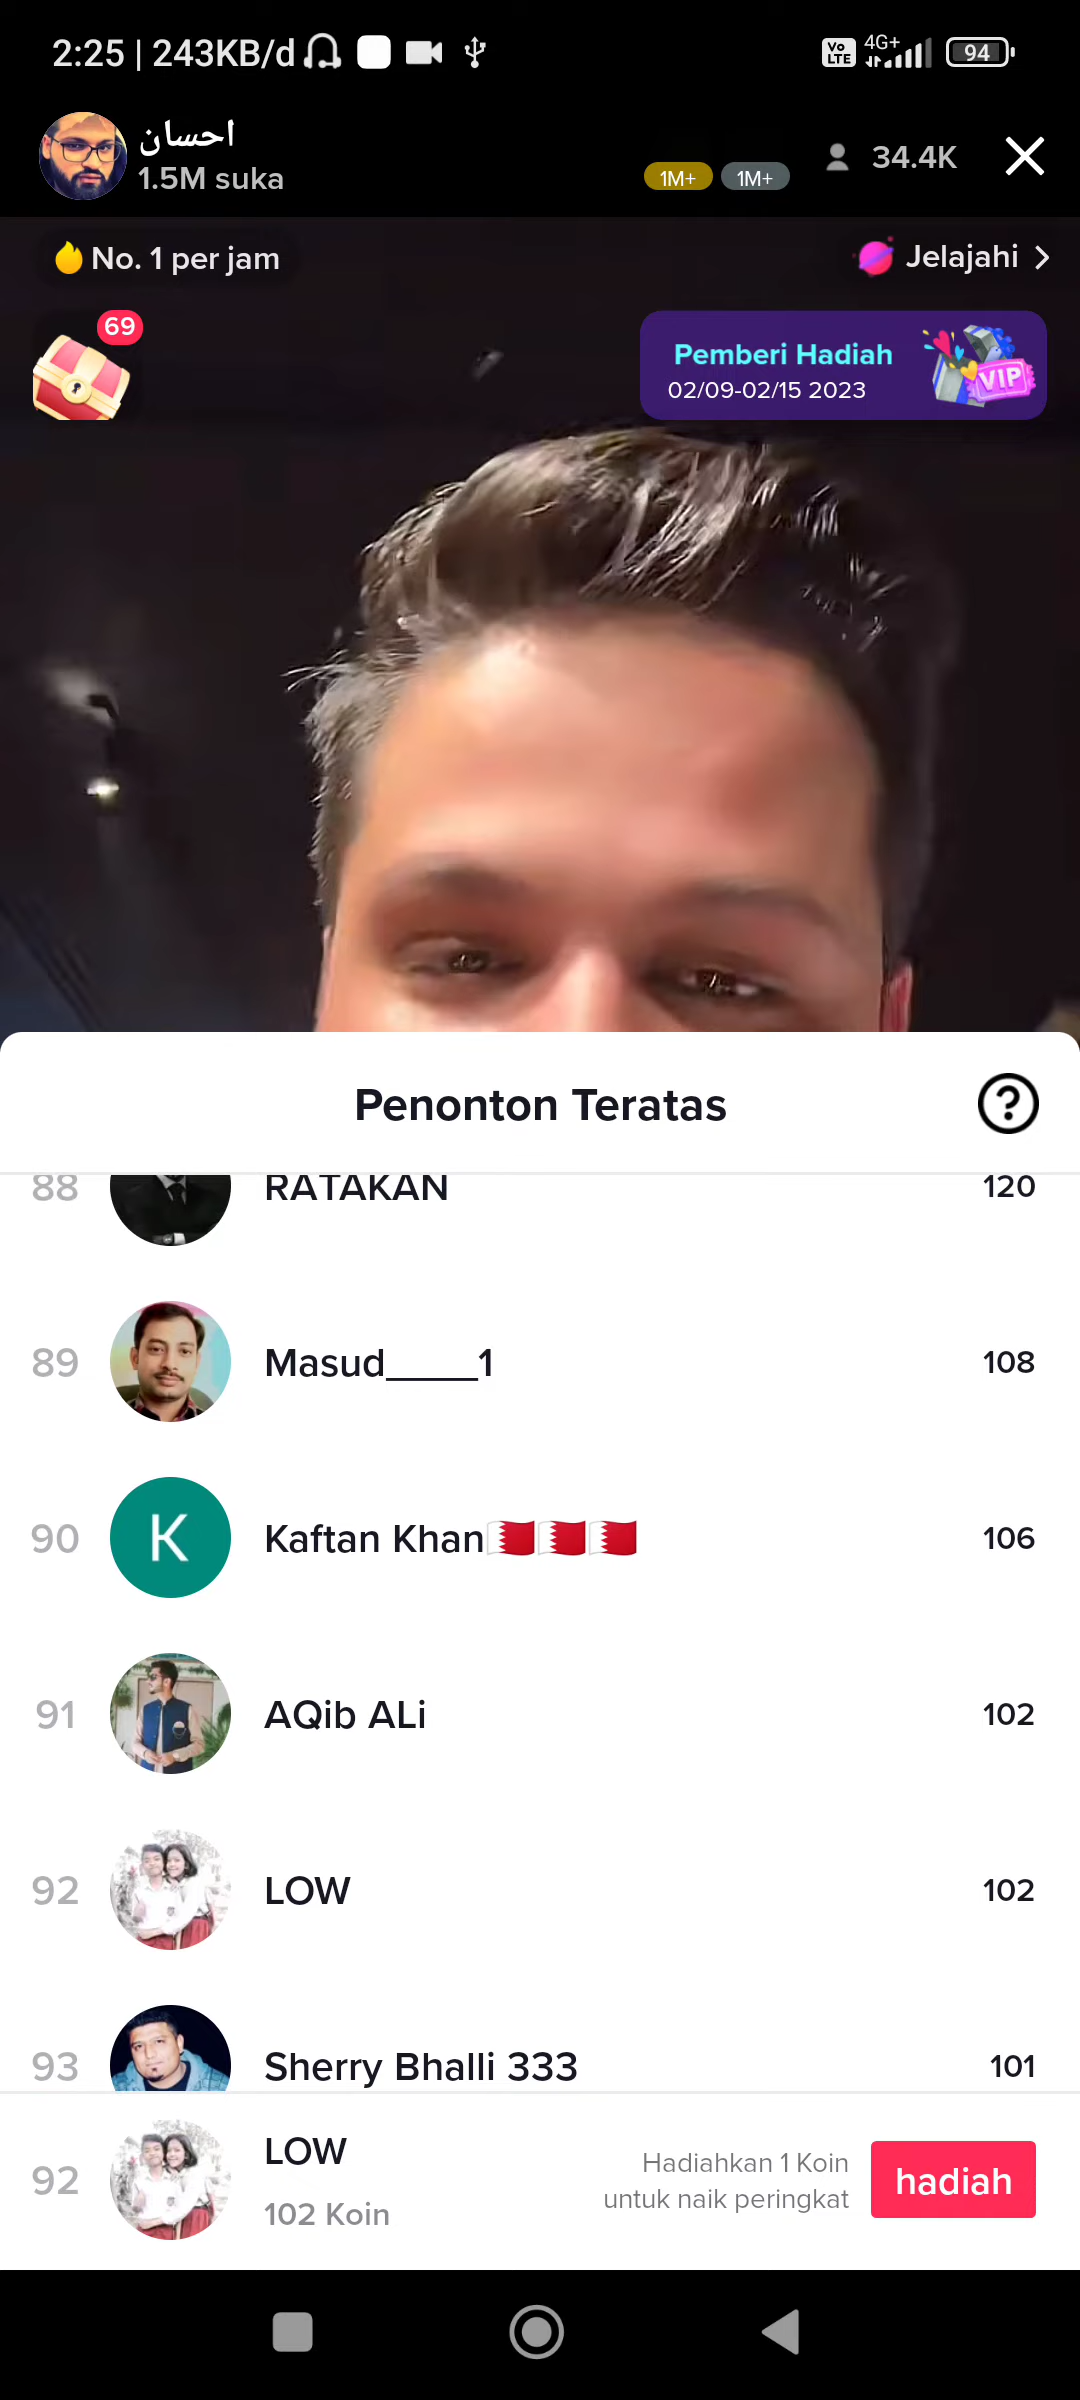 2:25 | 243KB/d
Vo LTE 4G+ 94
احسان
1.5M suka
1M+ 1M+ 34.4K
No. 1 per jam
Jelajahi
69
Pemberi Hadiah
02/09-02/15 2023
VIP
Penonton Teratas
88 RATAKAN 120
89 Masud____1 108
K
90 Kaftan Khan🇧🇭🇧🇭🇧🇭 106
91 AQib ALi 102
92 LOW 102
93 Sherry Bhalli 333 101
92 LOW
102 Koin
Hadiahkan 1 Koin
untuk naik peringkat
hadiah